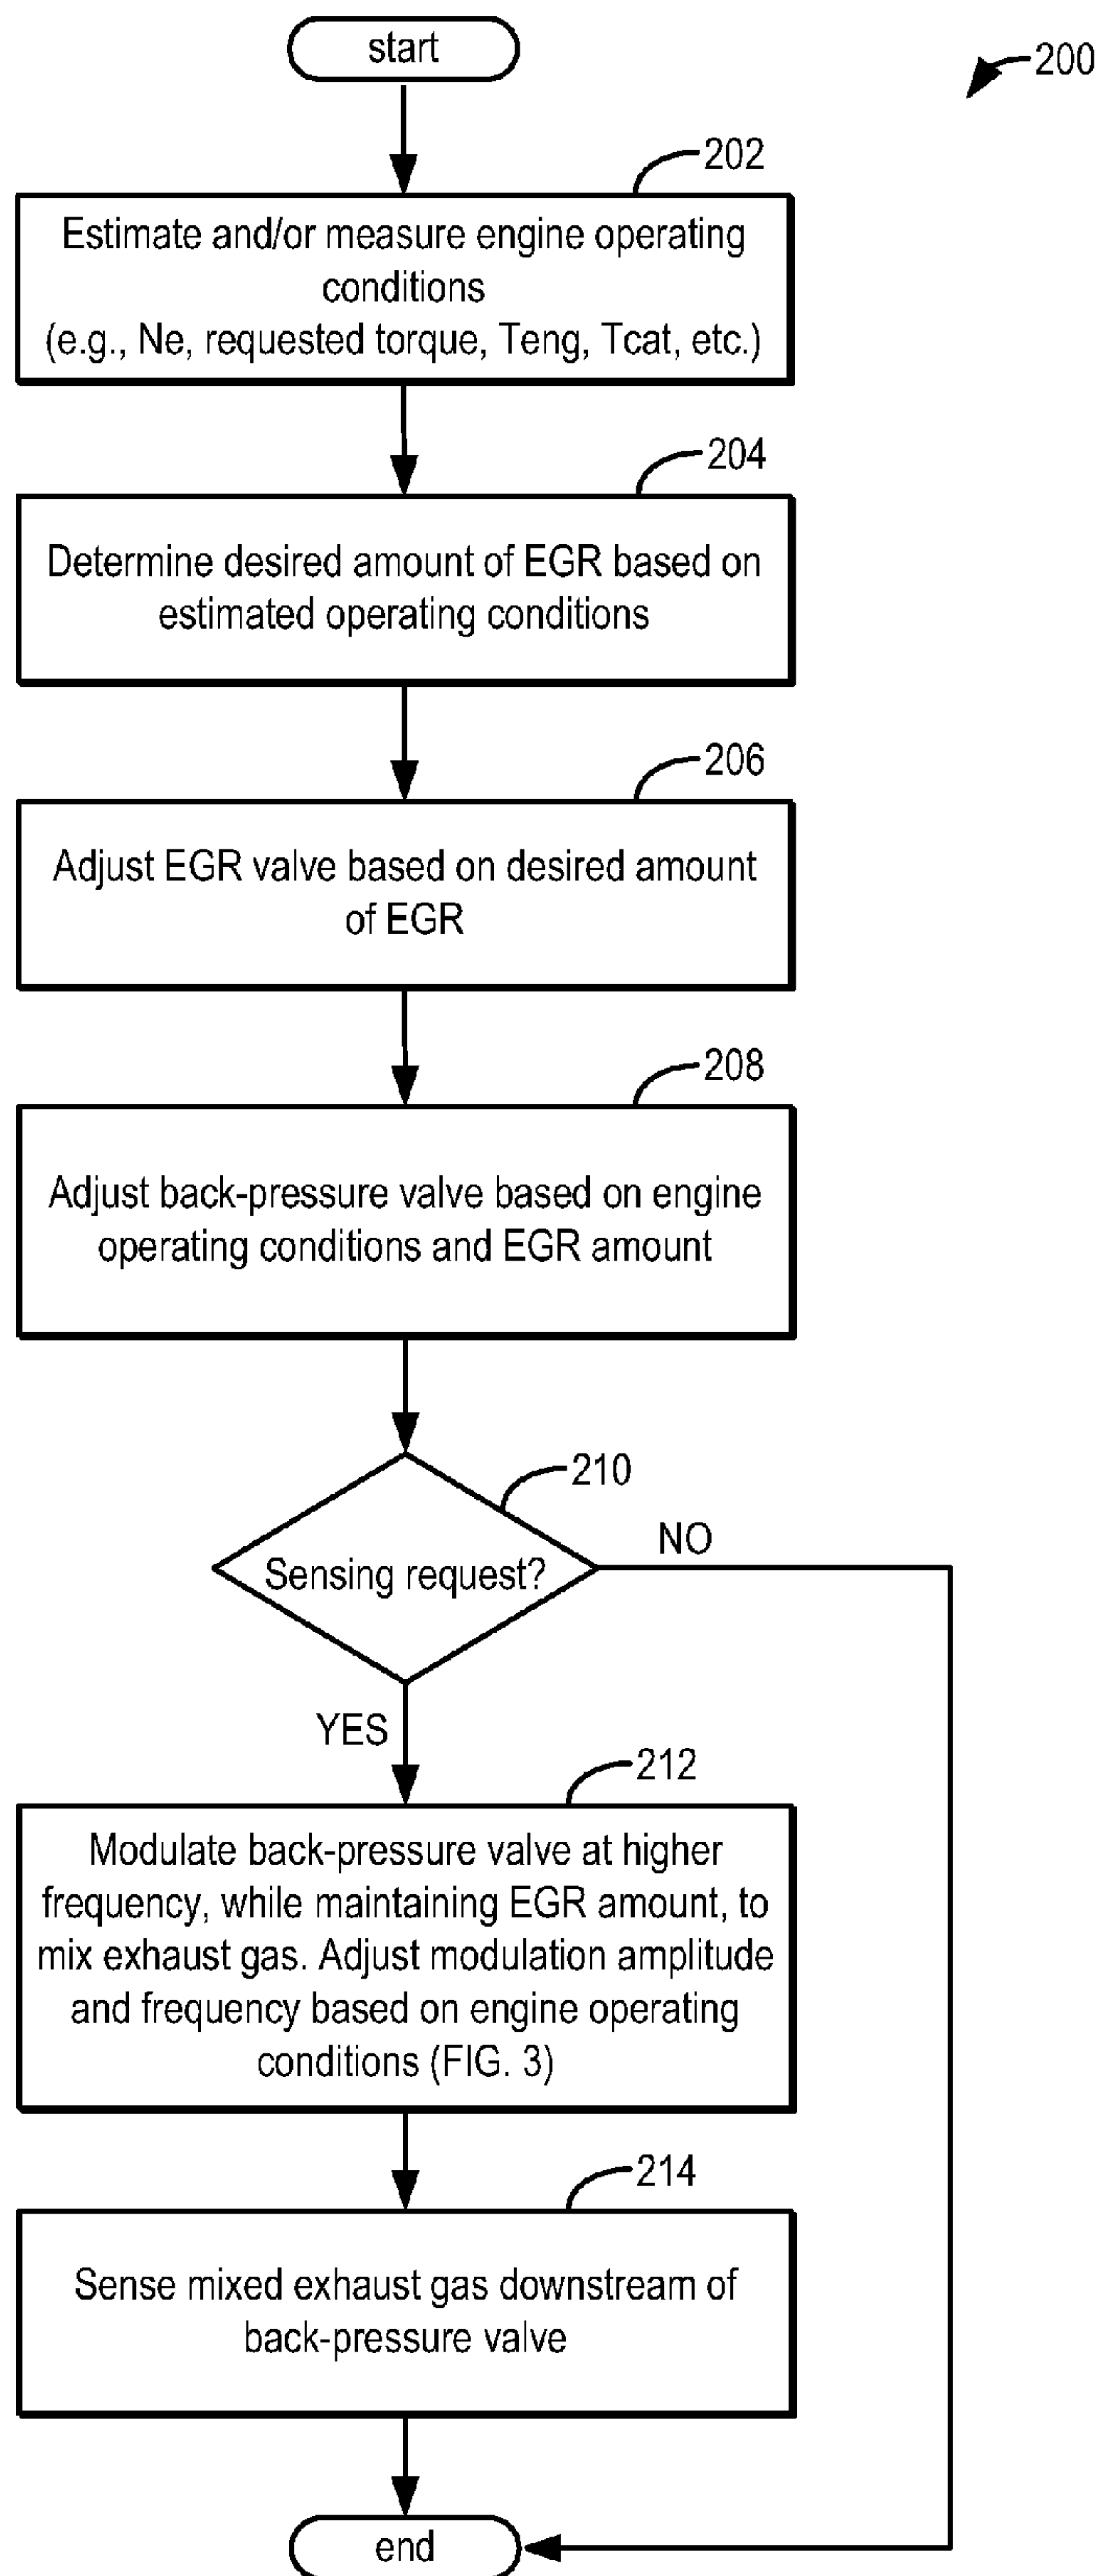 start
200
202
Estimate and/or measure engine operating
conditions
(e.g., Ne, requested torque, Teng, Tcat, etc.)
204
Determine desired amount of EGR based on
estimated operating conditions
206
Adjust EGR valve based on desired amount
of EGR
208
Adjust back-pressure valve based on engine
operating conditions and EGR amount
210
Sensing request?
NO
YES
212
Modulate back-pressure valve at higher
frequency, while maintaining EGR amount, to
mix exhaust gas. Adjust modulation amplitude
and frequency based on engine operating
conditions (FIG. 3)
214
Sense mixed exhaust gas downstream of
back-pressure valve
end